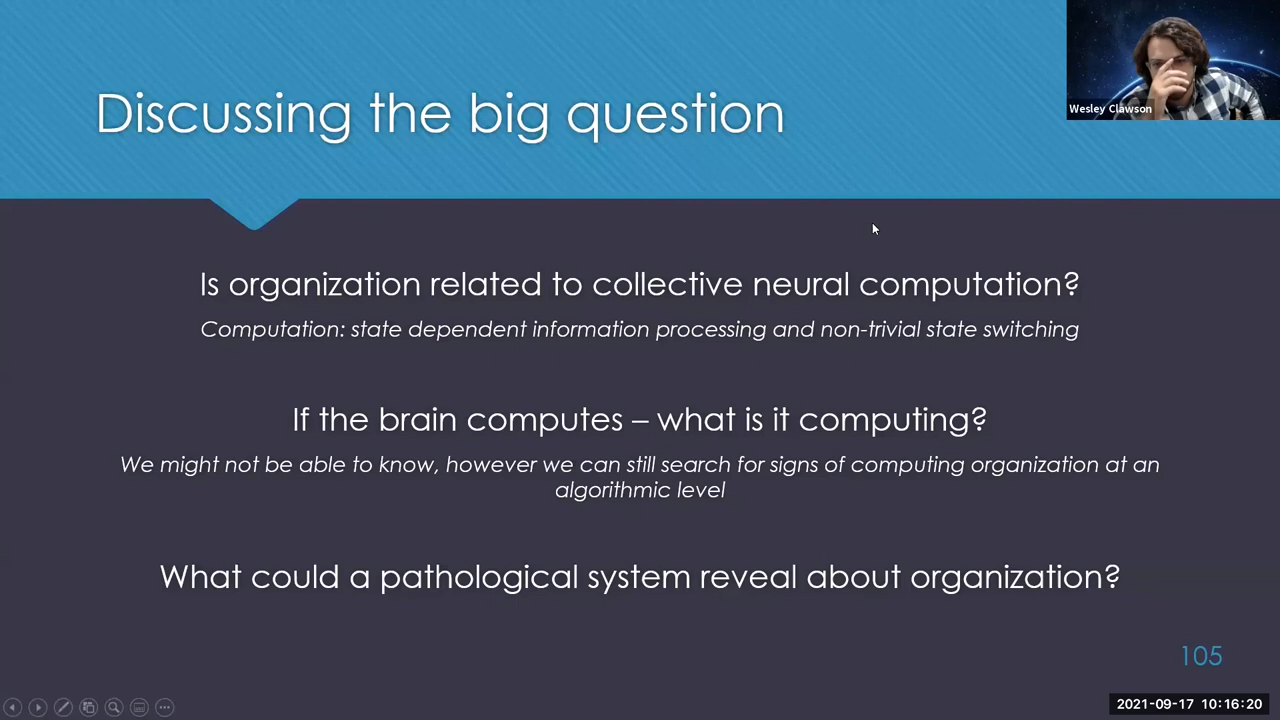 Discussing the big question
Wesley Clawson
Is organization related to collective neural computation?
Computation: state dependent information processing and non-trivial state switching
If the brain computes – what is it computing?
We might not be able to know, however we can still search for signs of computing organization at an
algorithmic level
What could a pathological system reveal about organization?
105
2021-09-17 10:16:20